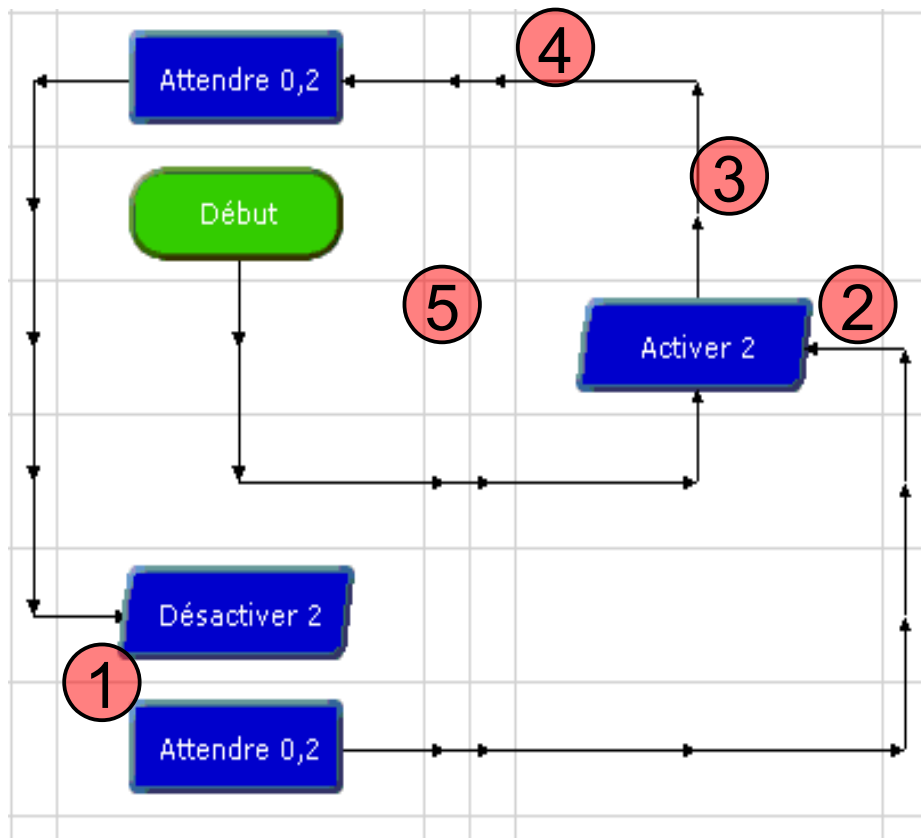 4
Attendre 0,2
3
Début
5
2
Activer 2
Désactiver 2
1
Attendre 0,2